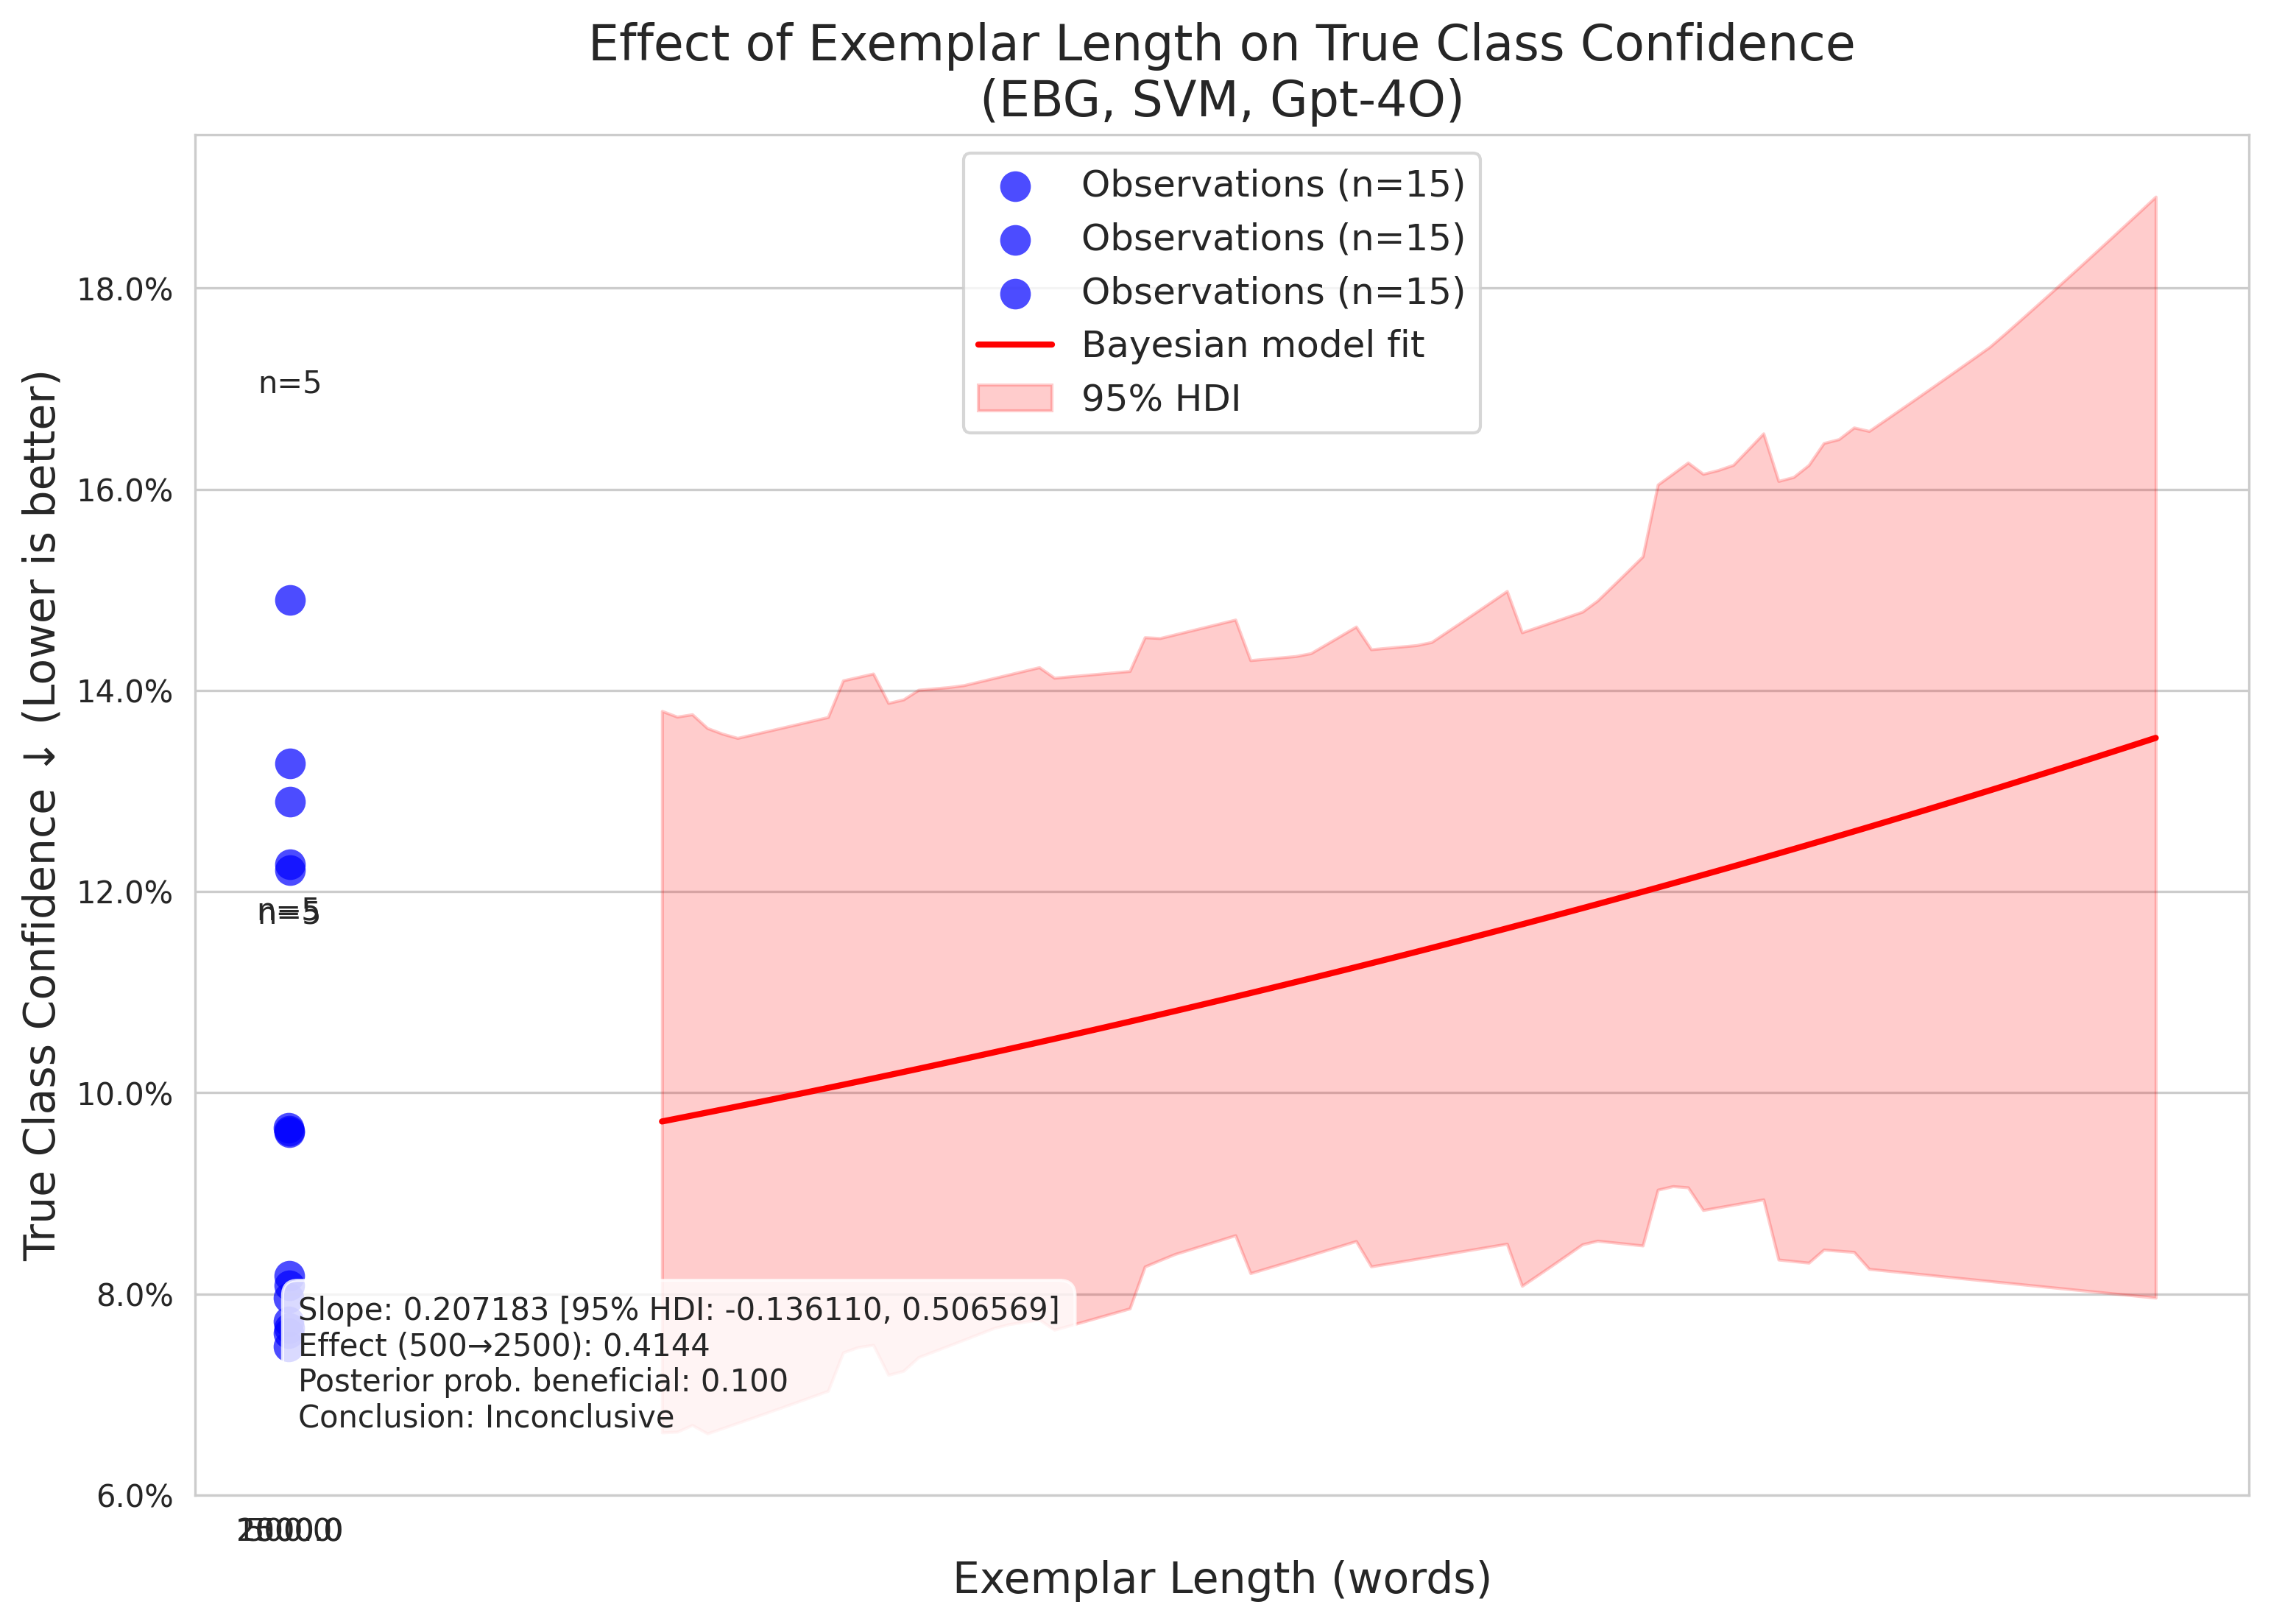 Effect of Exemplar Length on True Class Confidence
(EBG, SVM, Gpt-4O)
Observations (n=15)
Observations (n=15)
Observations (n=15)
Bayesian model fit
95% HDI
True Class Confidence ↓ (Lower is better)
18.0%
16.0%
14.0%
12.0%
10.0%
8.0%
6.0%
n=5
n=5
n=5
Slope: 0.207183 [95% HDI: -0.136110, 0.506569]
Effect (500→2500): 0.4144
Posterior prob. beneficial: 0.100
Conclusion: Inconclusive
Exemplar Length (words)